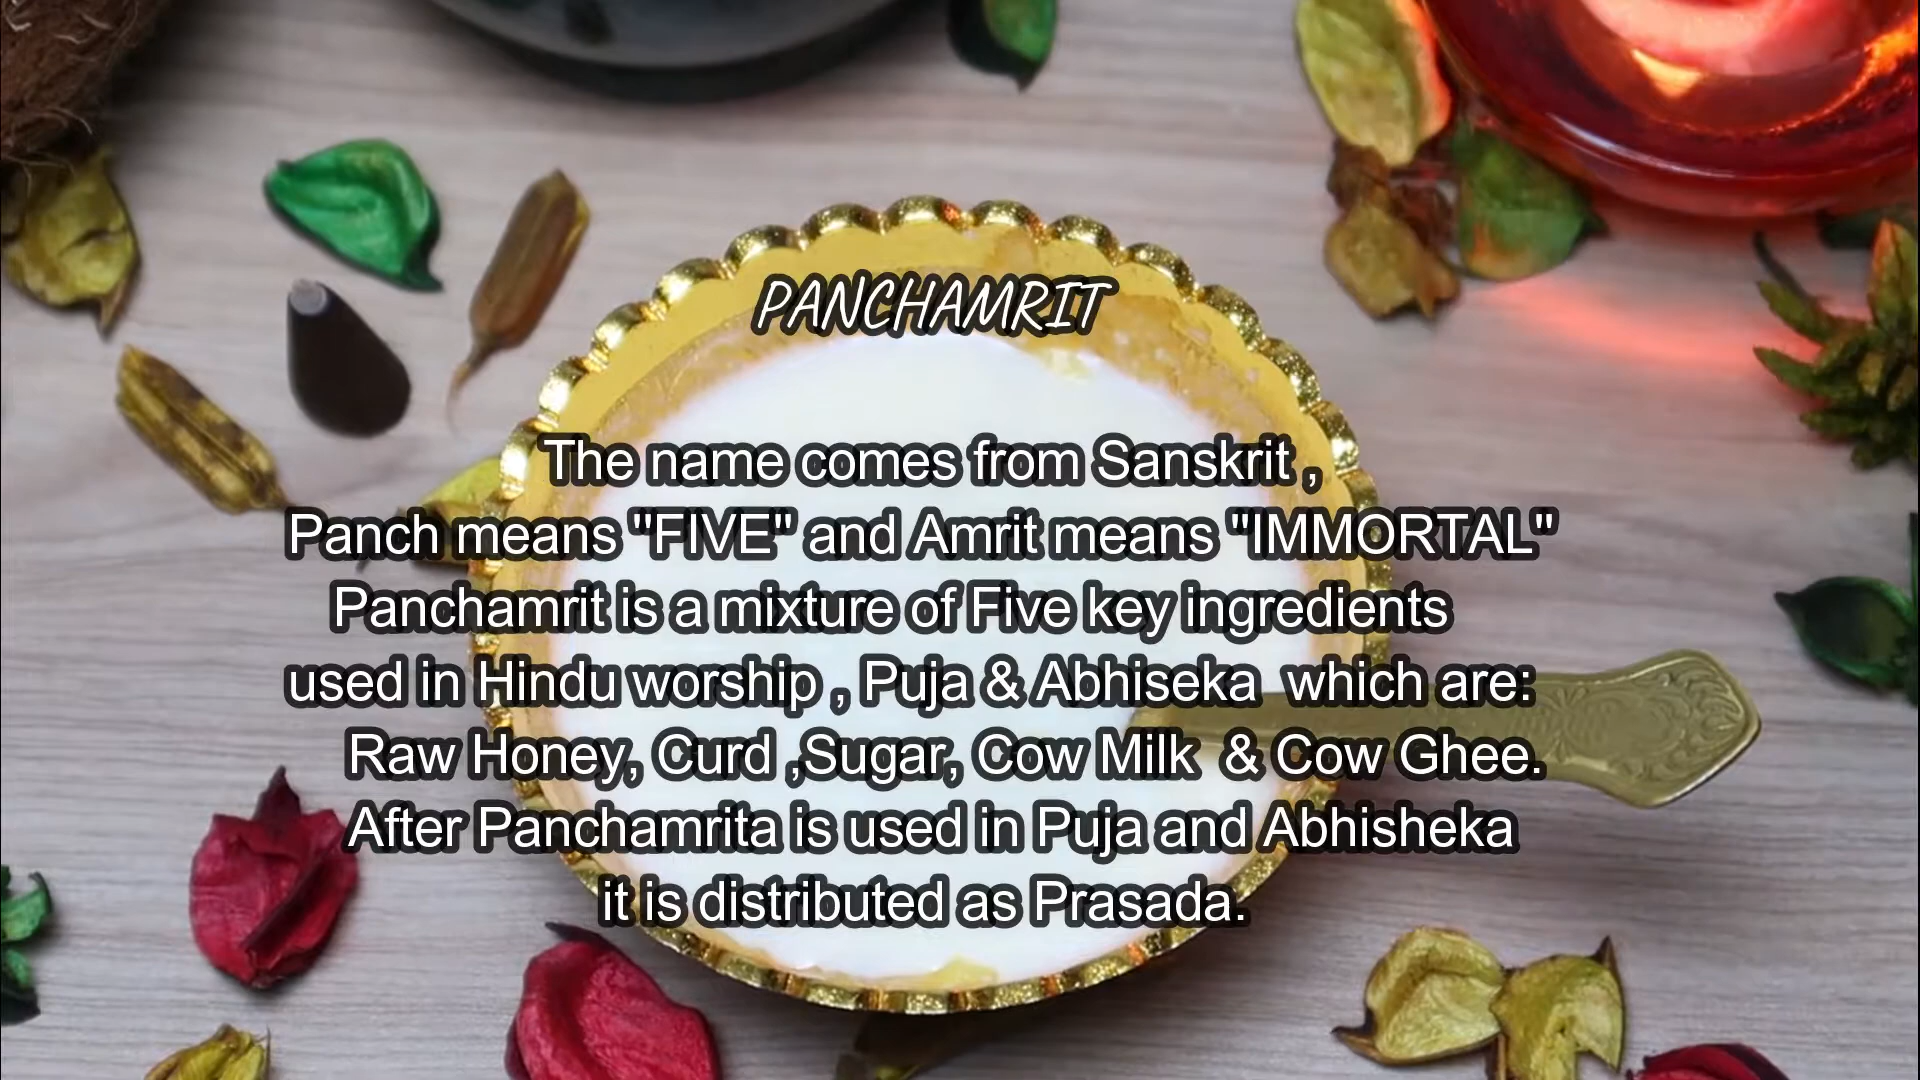 PANCHAMRIT
The name comes from Sanskrit ,
Panch means "FIVE" and Amrit means "IMMORTAL"
Panchamrit is a mixture of Five key ingredients
used in Hindu worship , Puja & Abhiseka  which are:
Raw Honey, Curd ,Sugar, Cow Milk  & Cow Ghee.
After Panchamrita is used in Puja and Abhisheka
it is distributed as Prasada.